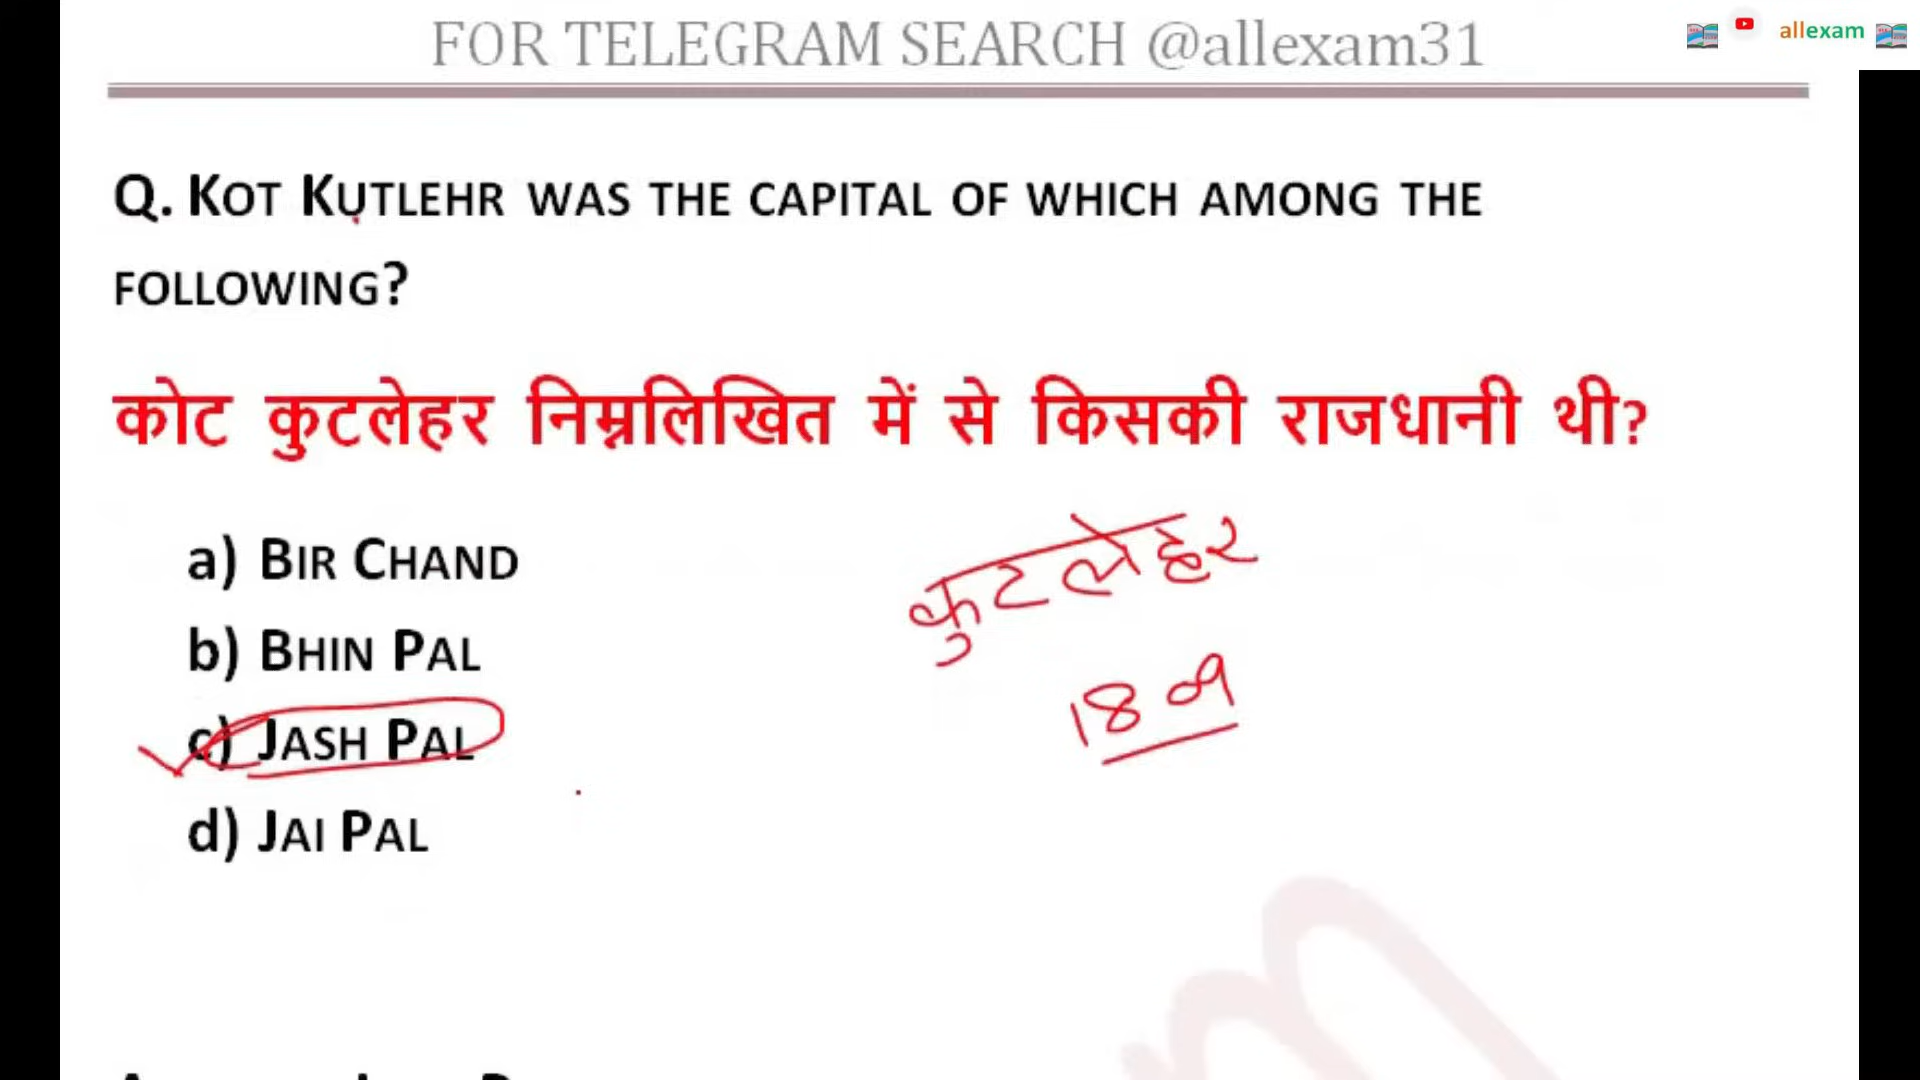 FOR TELEGRAM SEARCH @allexam31
allexam
Q. KOT KUTLEHR WAS THE CAPITAL OF WHICH AMONG THE
FOLLOWING?
कोट कुटलेहर निम्नलिखित में से किसकी राजधानी थी?
a) BIR CHAND
b) BHIN PAL
c) JASH PAL
d) JAI PAL
कुटलेहर
1809